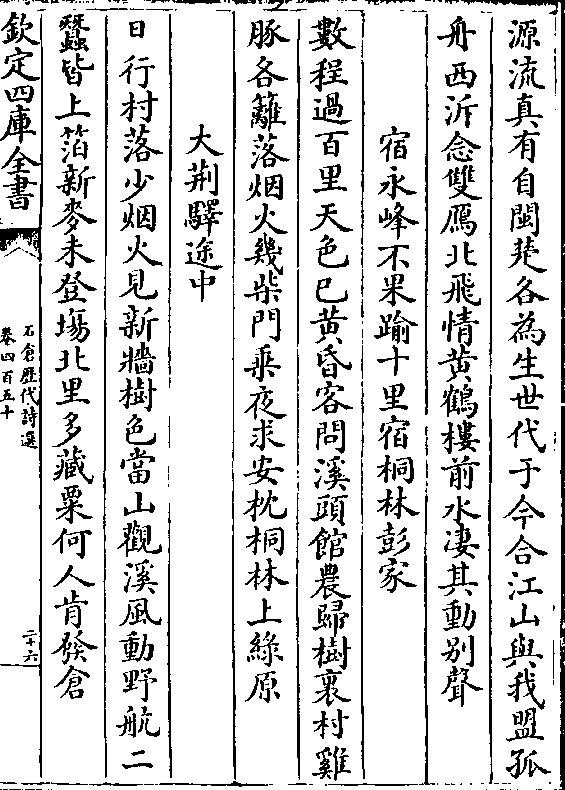 源流真有自閩楚各為生世代于今合江山與我盟孤
舟西泝念雙鴈北飛情黄鶴樓前水淒其動别聲
宿永峰不果踰十里宿桐林彭家
數程過百里天色已黄昏客問溪頭館農歸樹裏村雞
豚各籬落烟火幾柴門乘夜求安枕桐林上綠原
大荆驛途中
日行村落少烟火見新牆樹色當山觀溪風動野航二
蠶皆上箔新麥未登塲北里多藏粟何人肯發倉
欽定四庫全書
石倉歷代詩選
卷四百五十
二十六